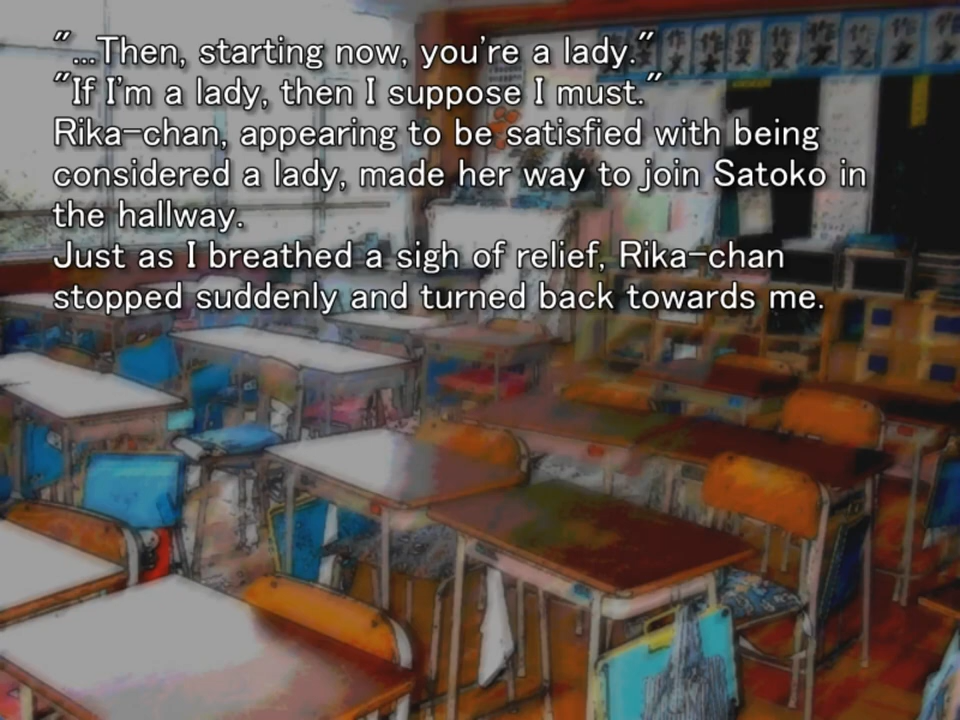 "...Then, starting now, you're a lady."
"If I'm a lady, then I suppose I must."
Rika-chan, appearing to be satisfied with being
considered a lady, made her way to join Satoko in
the hallway.
Just as I breathed a sigh of relief, Rika-chan
stopped suddenly and turned back towards me.